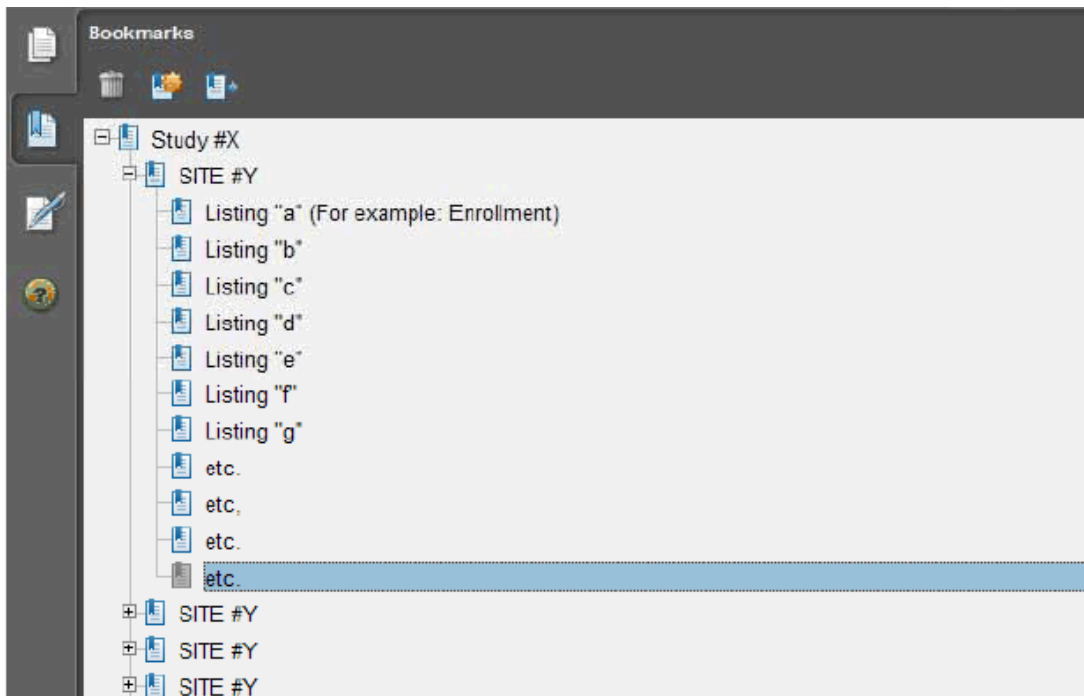 Bookmarks
Study #X
SITE #Y
Listing "a" (For example: Enrollment)
Listing "b"
Listing "c"
Listing "d"
Listing "e"
Listing "f"
Listing "g"
etc.
etc,
etc.
etc.
SITE #Y
SITE #Y
SITE #Y